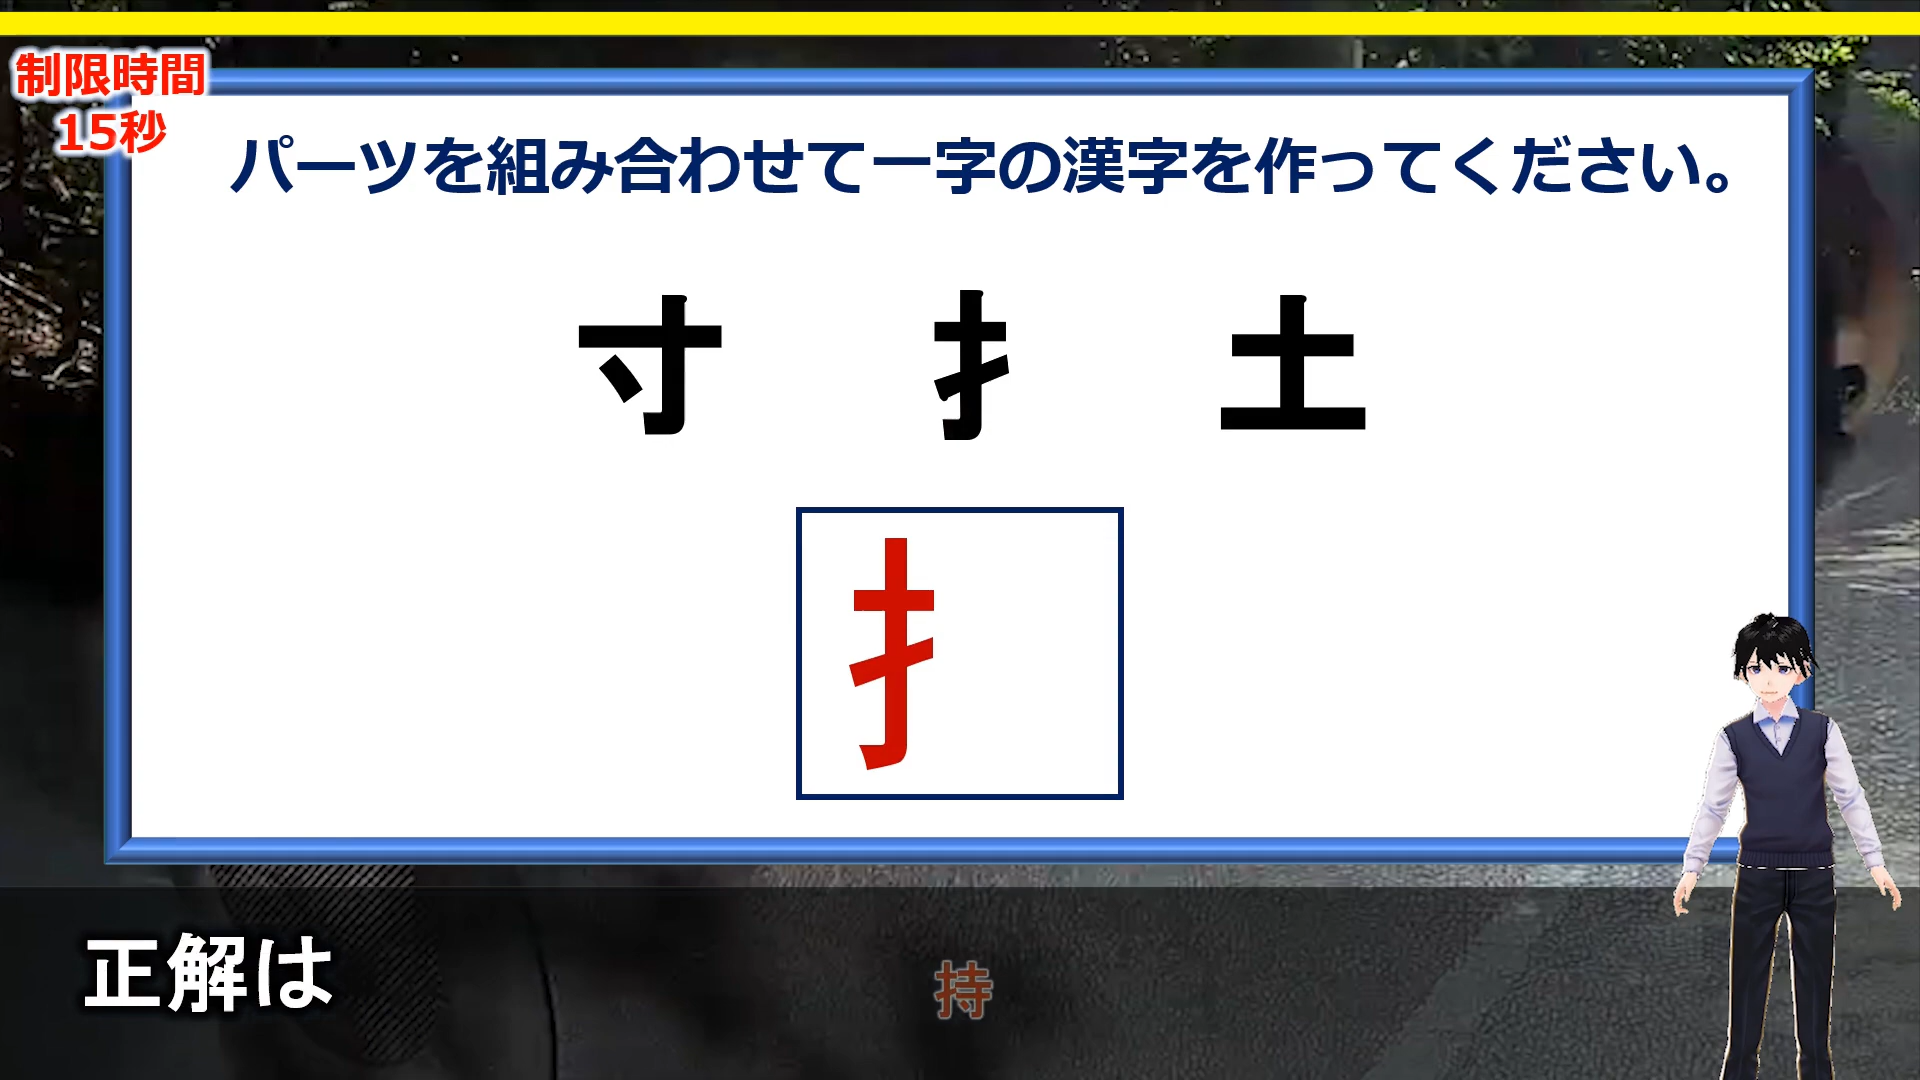 制限時間
15秒
パーツを組み合わせて一字の漢字を作ってください。
寸 扌 土
扌
正解は
持